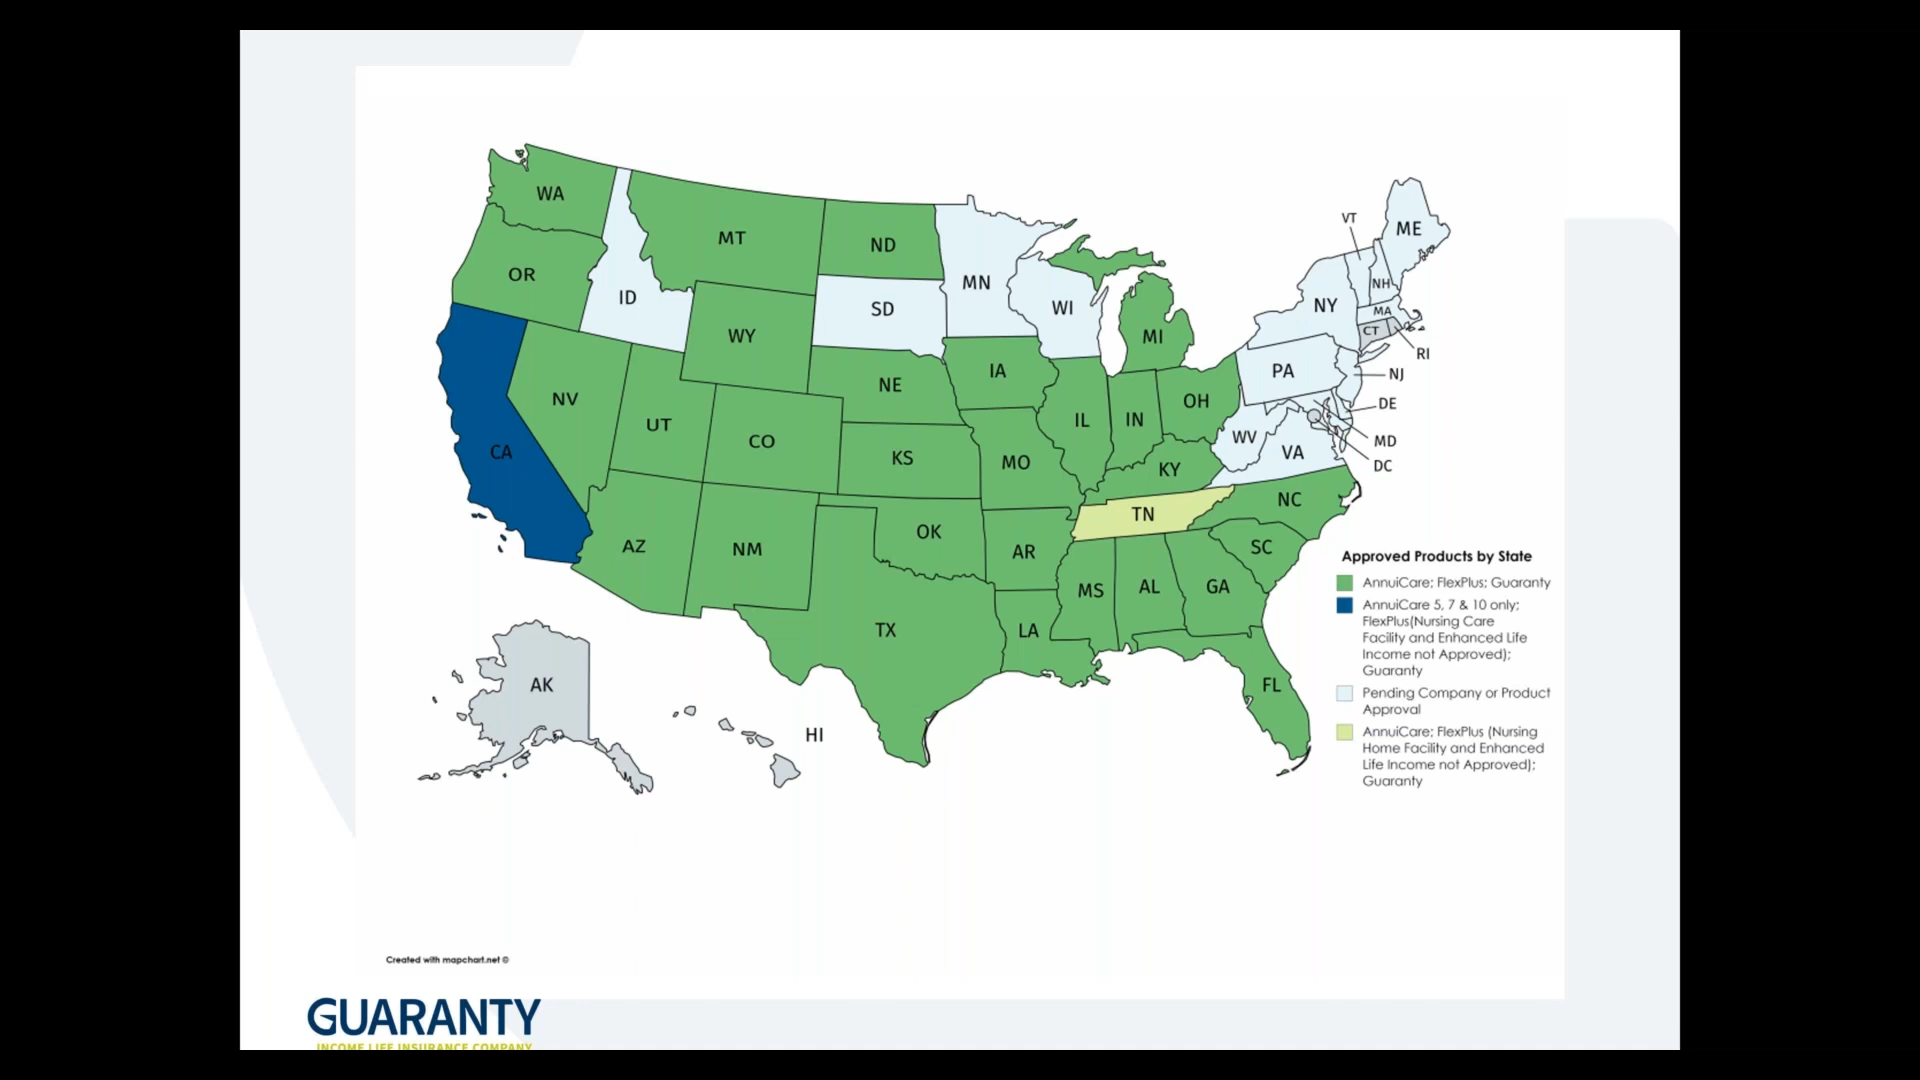 WA
MT
ND
MN
VT
ME
OR
ID
SD
WI
NY
NH
MA
CT
RI
WY
MI
NE
IA
PA
NJ
NV
UT
CO
IL
IN
OH
DE
MD
DC
WV
VA
CA
KS
MO
KY
NC
TN
AZ
NM
OK
AR
SC
MS
AL
GA
TX
LA
FL
AK
HI
Approved Products by State
AnnuiCare; FlexPlus; Guaranty
AnnuiCare 5, 7 & 10 only;
FlexPlus(Nursing Care
Facility and Enhanced Life
Income not Approved);
Guaranty
Pending Company or Product
Approval
AnnuiCare; FlexPlus (Nursing
Home Facility and Enhanced
Life Income not Approved);
Guaranty
Created with mapchart.net ©
GUARANTY
INCOME LIFE INSURANCE COMPANY